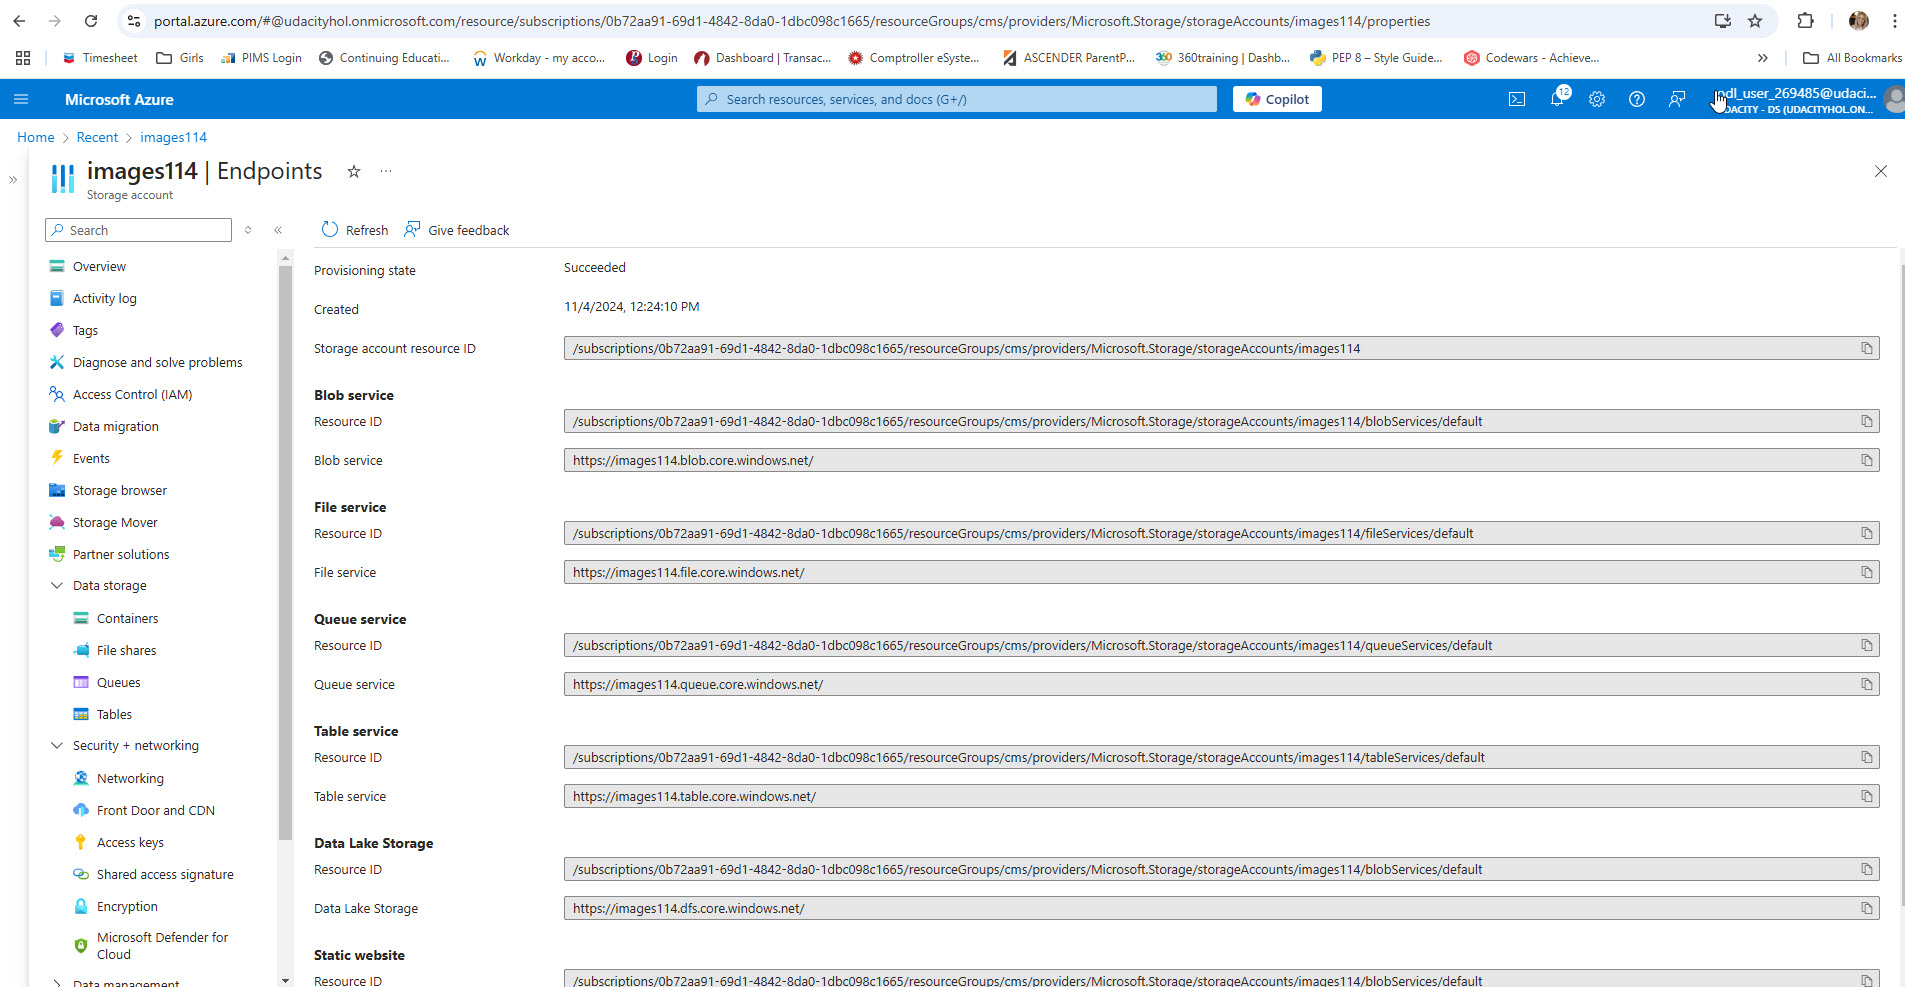 portal.azure.com/#@udacityhol.onmicrosoft.com/resource/subscriptions/0b72aa91-69d1-4842-8da0-1dbc098c1665/resourceGroups/cms/providers/Microsoft.Storage/storageAccounts/images114/properties
Timesheet Girls PIMS Login Continuing Educati... Workday - my acco... Login Dashboard | Transac... Comptroller eSyste... ASCENDER ParentP... 360training | Dashb... PEP 8 – Style Guide... Codewars - Achieve... » All Bookmarks
Microsoft Azure Search resources, services, and docs (G+/) Copilot 12 odl_user_269485@udaci...
UDACITY - DS (UDACITYHOL.ON...
Home > Recent > images114
images114 | Endpoints
Storage account
Search
Refresh Give feedback
Overview
Activity log
Tags
Diagnose and solve problems
Access Control (IAM)
Data migration
Events
Storage browser
Storage Mover
Partner solutions
Data storage
Containers
File shares
Queues
Tables
Security + networking
Networking
Front Door and CDN
Access keys
Shared access signature
Encryption
Microsoft Defender for
Cloud
Data management
Provisioning state Succeeded
Created 11/4/2024, 12:24:10 PM
Storage account resource ID /subscriptions/0b72aa91-69d1-4842-8da0-1dbc098c1665/resourceGroups/cms/providers/Microsoft.Storage/storageAccounts/images114
Blob service
Resource ID /subscriptions/0b72aa91-69d1-4842-8da0-1dbc098c1665/resourceGroups/cms/providers/Microsoft.Storage/storageAccounts/images114/blobServices/default
Blob service https://images114.blob.core.windows.net/
File service
Resource ID /subscriptions/0b72aa91-69d1-4842-8da0-1dbc098c1665/resourceGroups/cms/providers/Microsoft.Storage/storageAccounts/images114/fileServices/default
File service https://images114.file.core.windows.net/
Queue service
Resource ID /subscriptions/0b72aa91-69d1-4842-8da0-1dbc098c1665/resourceGroups/cms/providers/Microsoft.Storage/storageAccounts/images114/queueServices/default
Queue service https://images114.queue.core.windows.net/
Table service
Resource ID /subscriptions/0b72aa91-69d1-4842-8da0-1dbc098c1665/resourceGroups/cms/providers/Microsoft.Storage/storageAccounts/images114/tableServices/default
Table service https://images114.table.core.windows.net/
Data Lake Storage
Resource ID /subscriptions/0b72aa91-69d1-4842-8da0-1dbc098c1665/resourceGroups/cms/providers/Microsoft.Storage/storageAccounts/images114/blobServices/default
Data Lake Storage https://images114.dfs.core.windows.net/
Static website
Resource ID /subscriptions/0b72aa91-69d1-4842-8da0-1dbc098c1665/resourceGroups/cms/providers/Microsoft.Storage/storageAccounts/images114/blobServices/default